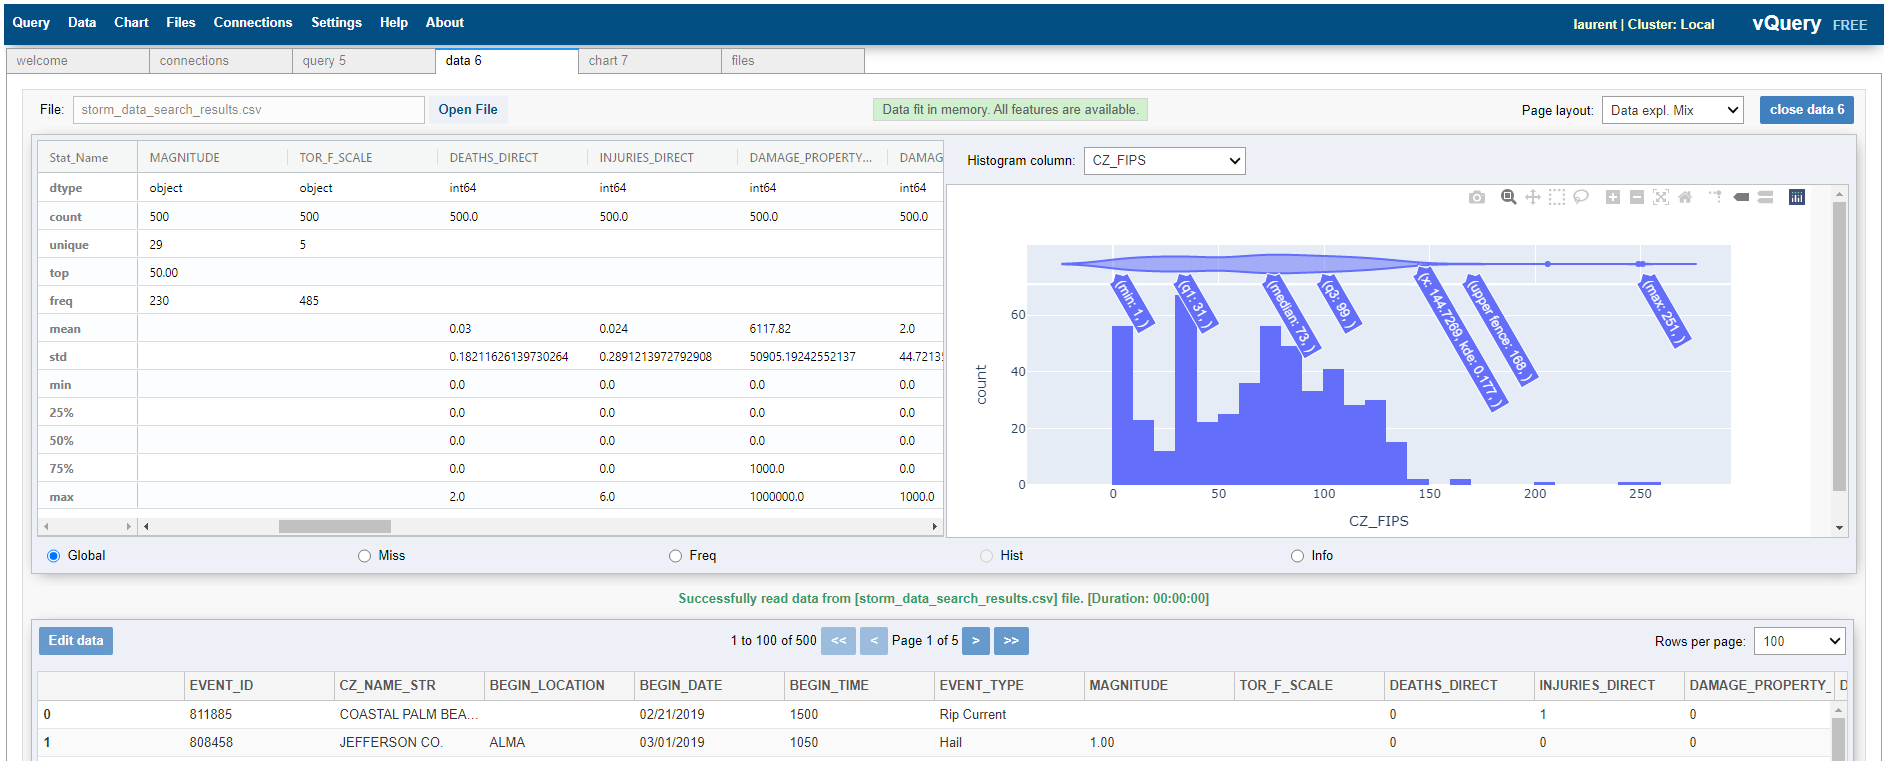 Query Data Chart Files Connections Settings Help About laurent | Cluster: Local vQuery FREE
welcome connections query 5 data 6 chart 7 files
File: storm_data_search_results.csv Open File Data fit in memory. All features are available. Page layout: Data expl. Mix close data 6
Stat_Name MAGNITUDE TOR_F_SCALE DEATHS_DIRECT INJURIES_DIRECT DAMAGE_PROPERTY... DAMAG
dtype object object int64 int64 int64 int64
count 500 500 500.0 500.0 500.0 500.0
unique 29 5
top 50.00
freq 230 485
mean 0.03 0.024 6117.82 2.0
std 0.18211626139730264 0.2891213972792908 50905.19242552137 44.7213
min 0.0 0.0 0.0 0.0
25% 0.0 0.0 0.0 0.0
50% 0.0 0.0 0.0 0.0
75% 0.0 0.0 1000.0 0.0
max 2.0 6.0 1000000.0 1000.0
Histogram column: CZ_FIPS
(min: 1, )
(q1: 31, )
(median: 73, )
(q3: 99, )
(x: 144.7269, kde: 0.177, )
(upper fence: 168, )
(max: 251, )
60
40
20
0
count
0 50 100 150 200 250
CZ_FIPS
Global Miss Freq Hist Info
Successfully read data from [storm_data_search_results.csv] file. [Duration: 00:00:00]
Edit data 1 to 100 of 500 << < Page 1 of 5 > >> Rows per page: 100
EVENT_ID CZ_NAME_STR BEGIN_LOCATION BEGIN_DATE BEGIN_TIME EVENT_TYPE MAGNITUDE TOR_F_SCALE DEATHS_DIRECT INJURIES_DIRECT DAMAGE_PROPERTY_ D
0 811885 COASTAL PALM BEA... 02/21/2019 1500 Rip Current 0 1 0
1 808458 JEFFERSON CO. ALMA 03/01/2019 1050 Hail 1.00 0 0 0